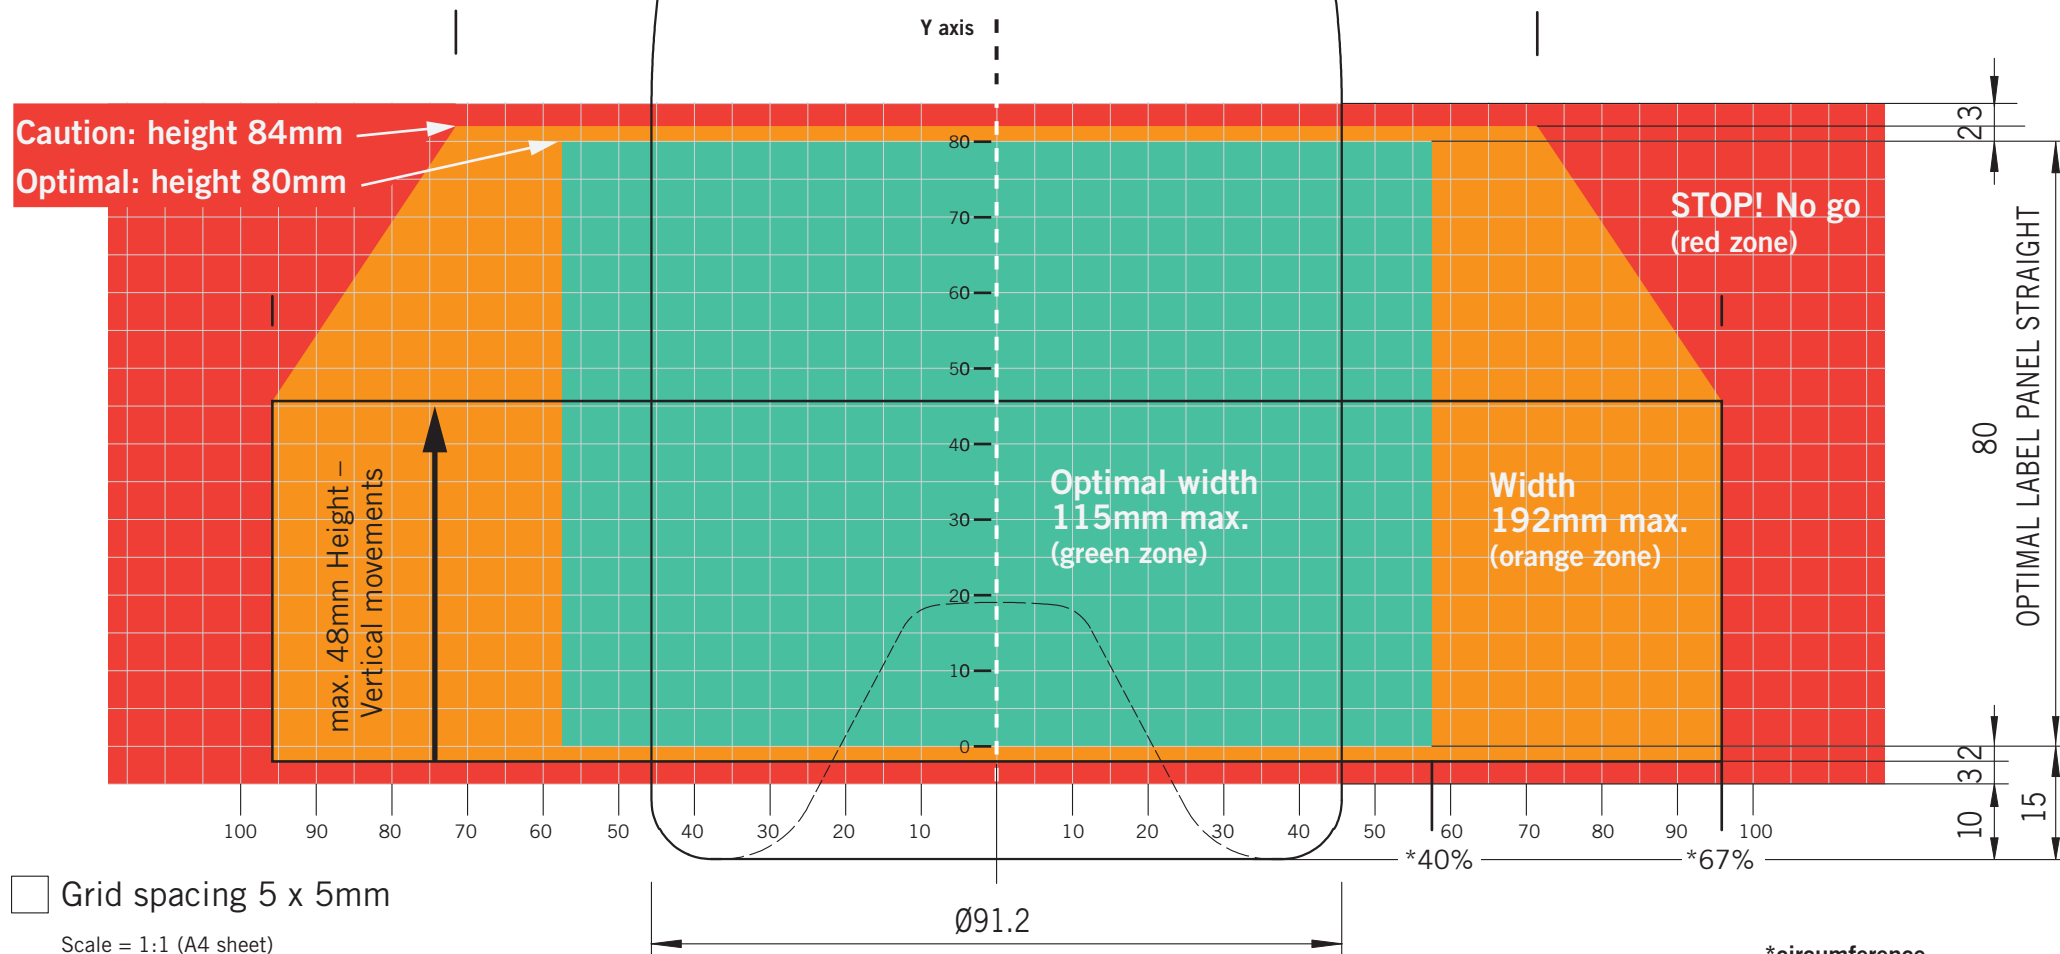 Y axis
Caution: height 84mm
Optimal: height 80mm
STOP! No go
(red zone)
80
70
60
50
40
30
20
10
0
max. 48mm Height –
Vertical movements
Optimal width
115mm max.
(green zone)
Width
192mm max.
(orange zone)
3
2
80
OPTIMAL LABEL PANEL STRAIGHT
2
3
10
15
100 90 80 70 60 50 40 30 20 10 10 20 30 40 50 60 70 80 90 100
*40% *67%
Grid spacing 5 x 5mm
Ø91.2
Scale = 1:1 (A4 sheet)
*circumference